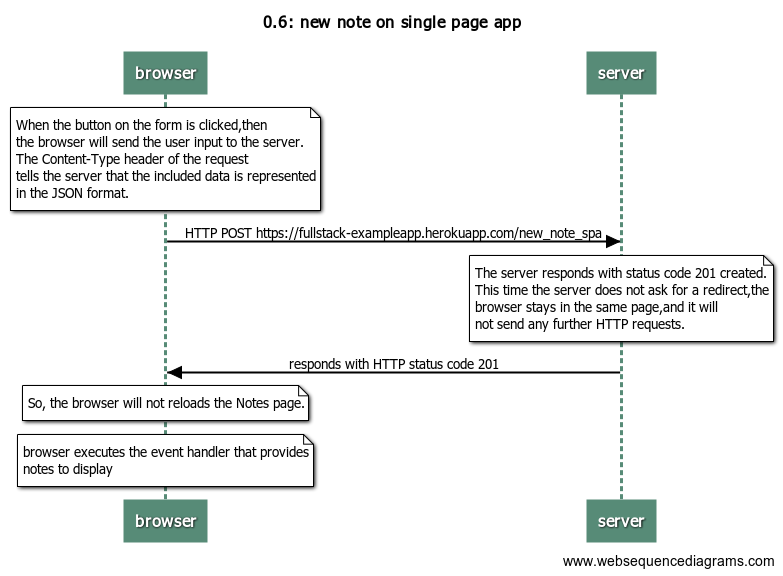 0.6: new note on single page app
browser
server
When the button on the form is clicked,then
the browser will send the user input to the server.
The Content-Type header of the request
tells the server that the included data is represented
in the JSON format.
HTTP POST https://fullstack-exampleapp.herokuapp.com/new_note_spa
The server responds with status code 201 created.
This time the server does not ask for a redirect,the
browser stays in the same page,and it will
not send any further HTTP requests.
responds with HTTP status code 201
So, the browser will not reloads the Notes page.
browser executes the event handler that provides
notes to display
browser
server
www.websequencediagrams.com